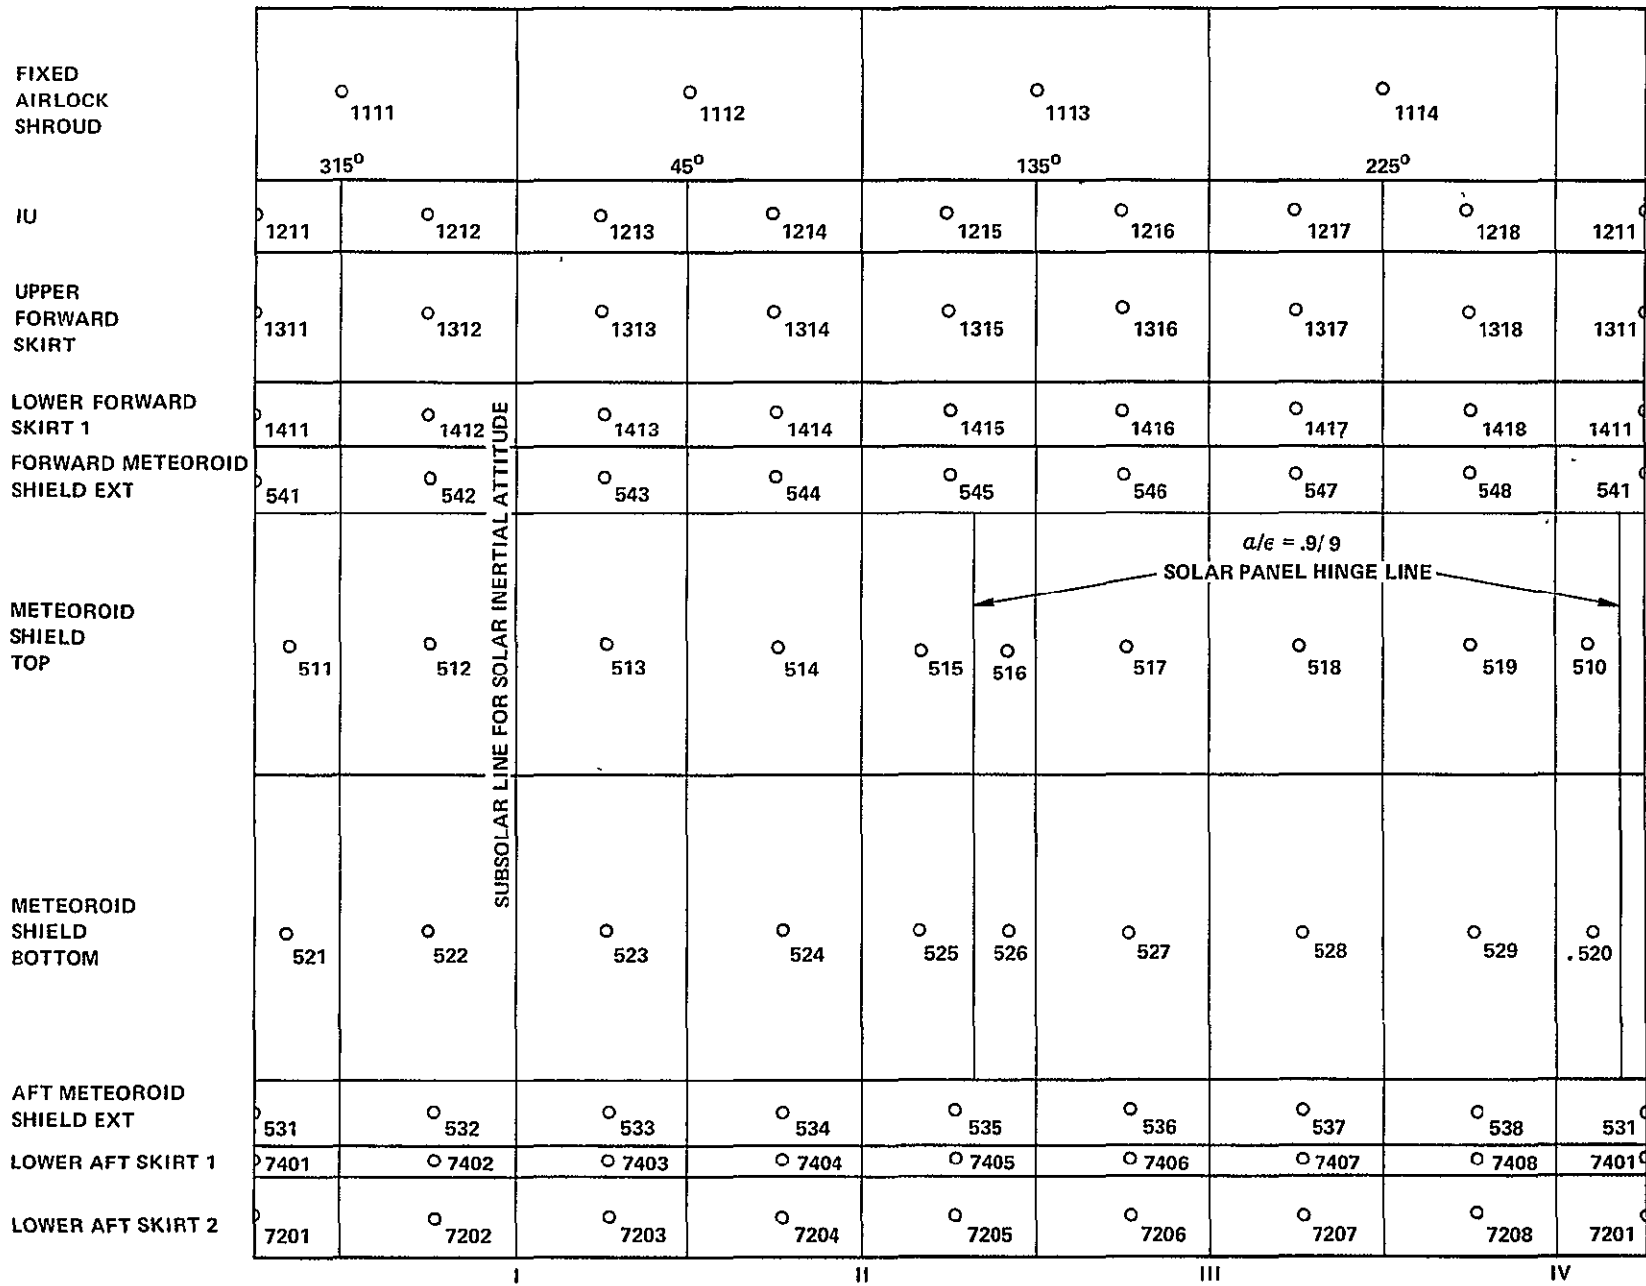 FIXED
AIRLOCK
SHROUD
1111 1112 1113 1114
315° 45° 135° 225°
IU
1211 1212 1213 1214 1215 1216 1217 1218 1211
UPPER
FORWARD
SKIRT
1311 1312 1313 1314 1315 1316 1317 1318 1311
LOWER FORWARD
SKIRT 1
1411 1412 1413 1414 1415 1416 1417 1418 1411
FORWARD METEOROID
SHIELD EXT
541 542 543 544 545 546 547 548 541
SUBSOLAR LINE FOR SOLAR INERTIAL ATTITUDE
a/ϵ = .9/9
SOLAR PANEL HINGE LINE
METEOROID
SHIELD
TOP
511 512 513 514 515 516 517 518 519 510
METEOROID
SHIELD
BOTTOM
521 522 523 524 525 526 527 528 529 .520
AFT METEOROID
SHIELD EXT
531 532 533 534 535 536 537 538 531
LOWER AFT SKIRT 1
7401 7402 7403 7404 7405 7406 7407 7408 7401
LOWER AFT SKIRT 2
7201 7202 7203 7204 7205 7206 7207 7208 7201
I II III IV